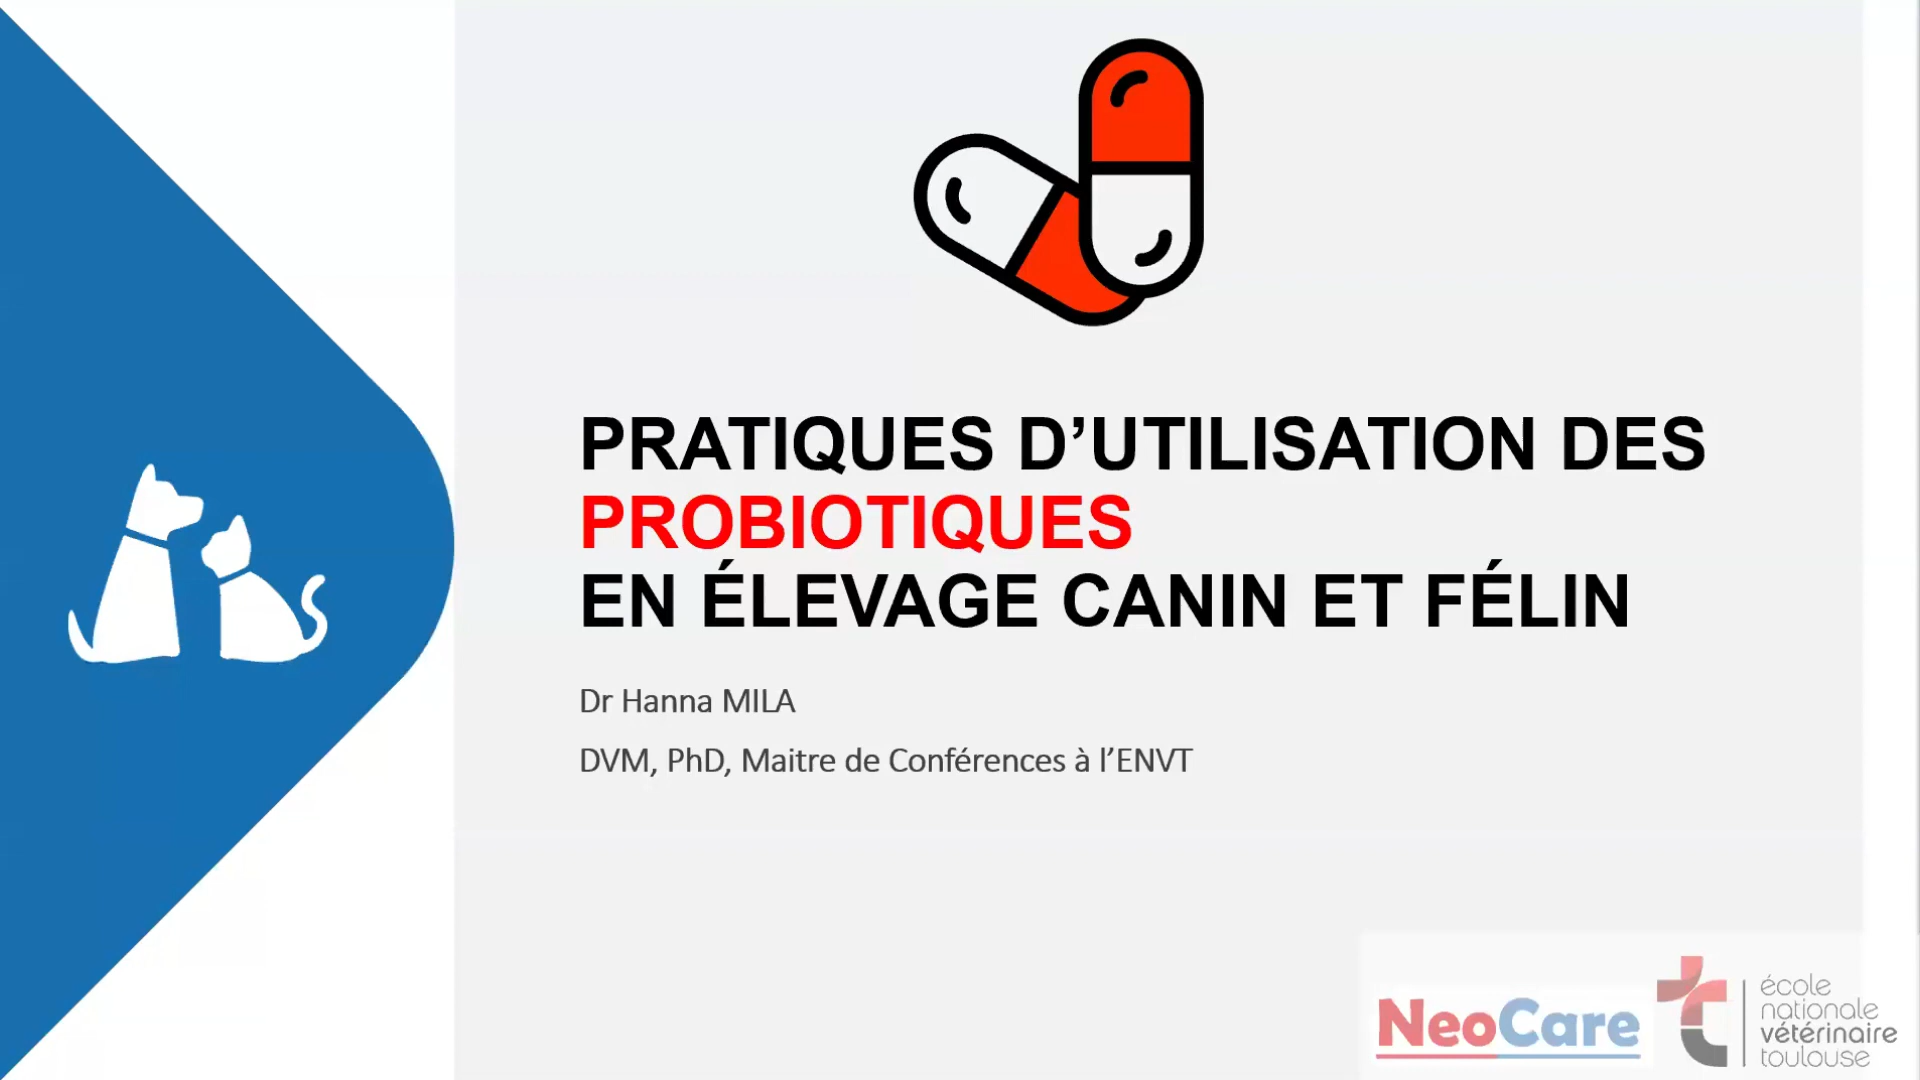 PRATIQUES D’UTILISATION DES
PROBIOTIQUES
EN ÉLEVAGE CANIN ET FÉLIN
Dr Hanna MILA
DVM, PhD, Maitre de Conférences à l’ENVT
NeoCare
école
nationale
vétérinaire
toulouse